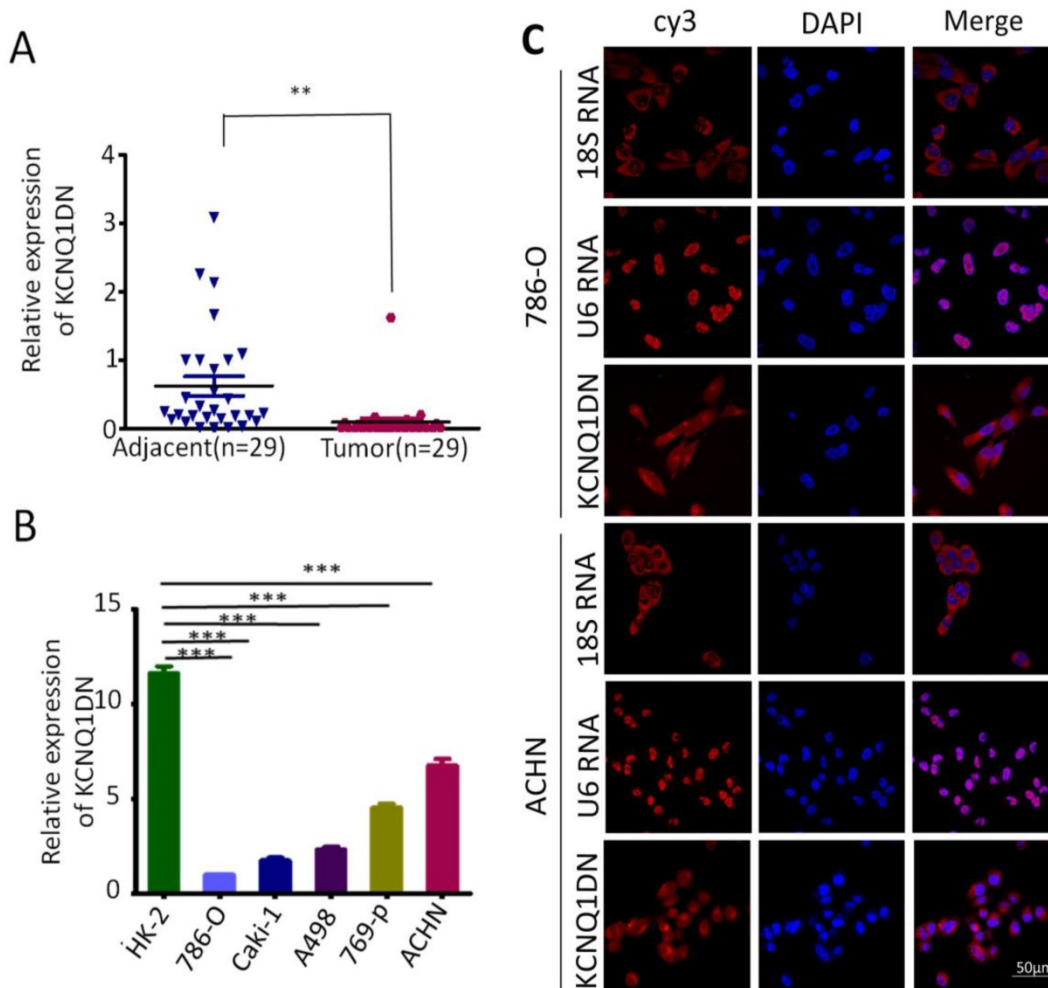 A
**
Relative expression
of KCNQ1DN
4
3
2
1
0
Adjacent(n=29)
Tumor(n=29)
B
***
***
***
***
***
Relative expression
of KCNQ1DN
15
10
5
0
HK-2
786-O
Caki-1
A498
769-p
ACHN
C
cy3
DAPI
Merge
786-O
18S RNA
U6 RNA
KCNQ1DN
ACHN
18S RNA
U6 RNA
KCNQ1DN
50μm